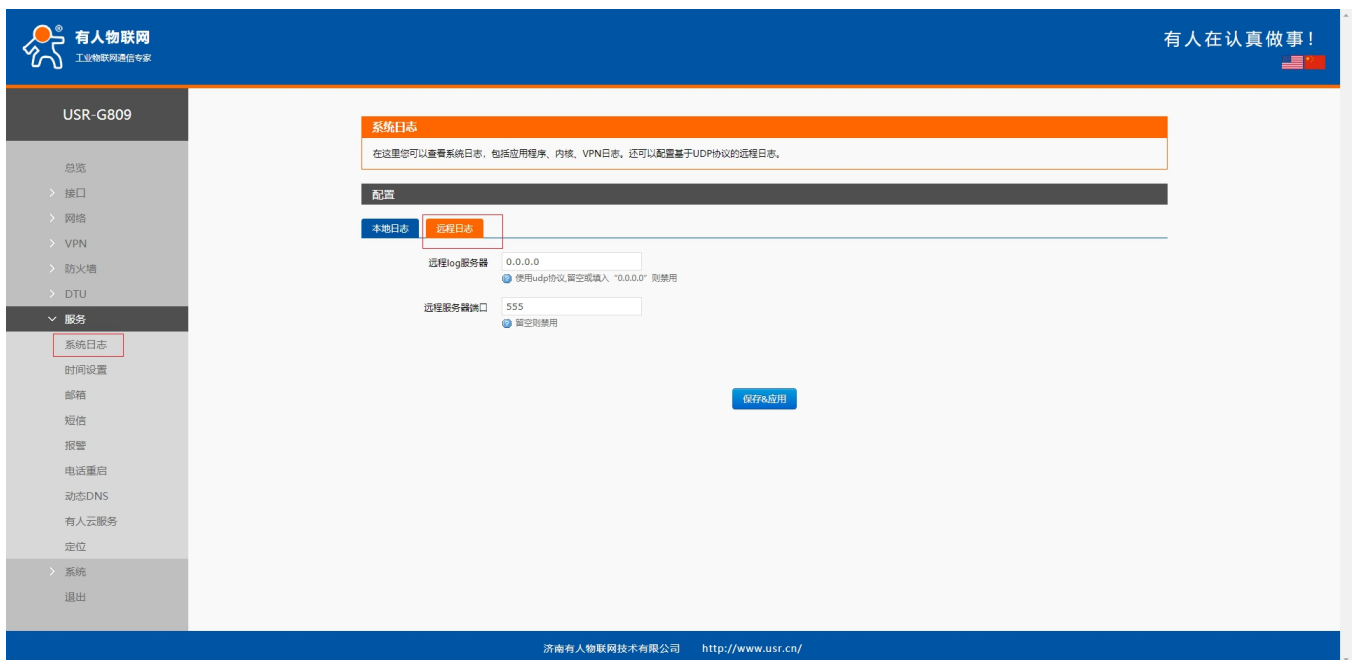 有人物联网
工业物联网通信专家
有人在认真做事！
USR-G809
总览
接口
网络
VPN
防火墙
DTU
服务
系统日志
时间设置
邮箱
短信
报警
电话重启
动态DNS
有人云服务
定位
系统
退出
系统日志
在这里您可以查看系统日志，包括应用程序、内核、VPN日志。还可以配置基于UDP协议的远程日志。
配置
本地日志 远程日志
远程log服务器 0.0.0.0
使用udp协议,留空或填入 "0.0.0.0" 则禁用
远程服务器端口 555
留空则禁用
保存&应用
济南有人物联网技术有限公司 http://www.usr.cn/